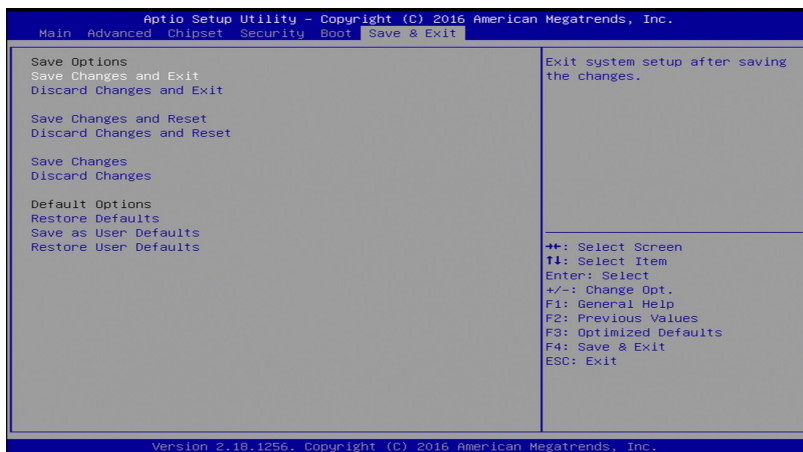 Aptio Setup Utility – Copyright (C) 2016 American Megatrends, Inc.
Main Advanced Chipset Security Boot Save & Exit
Save Options
Save Changes and Exit
Discard Changes and Exit
Save Changes and Reset
Discard Changes and Reset
Save Changes
Discard Changes
Default Options
Restore Defaults
Save as User Defaults
Restore User Defaults
Exit system setup after saving
the changes.
→←: Select Screen
↑↓: Select Item
Enter: Select
+/-: Change Opt.
F1: General Help
F2: Previous Values
F3: Optimized Defaults
F4: Save & Exit
ESC: Exit
Version 2.18.1256. Copyright (C) 2016 American Megatrends, Inc.